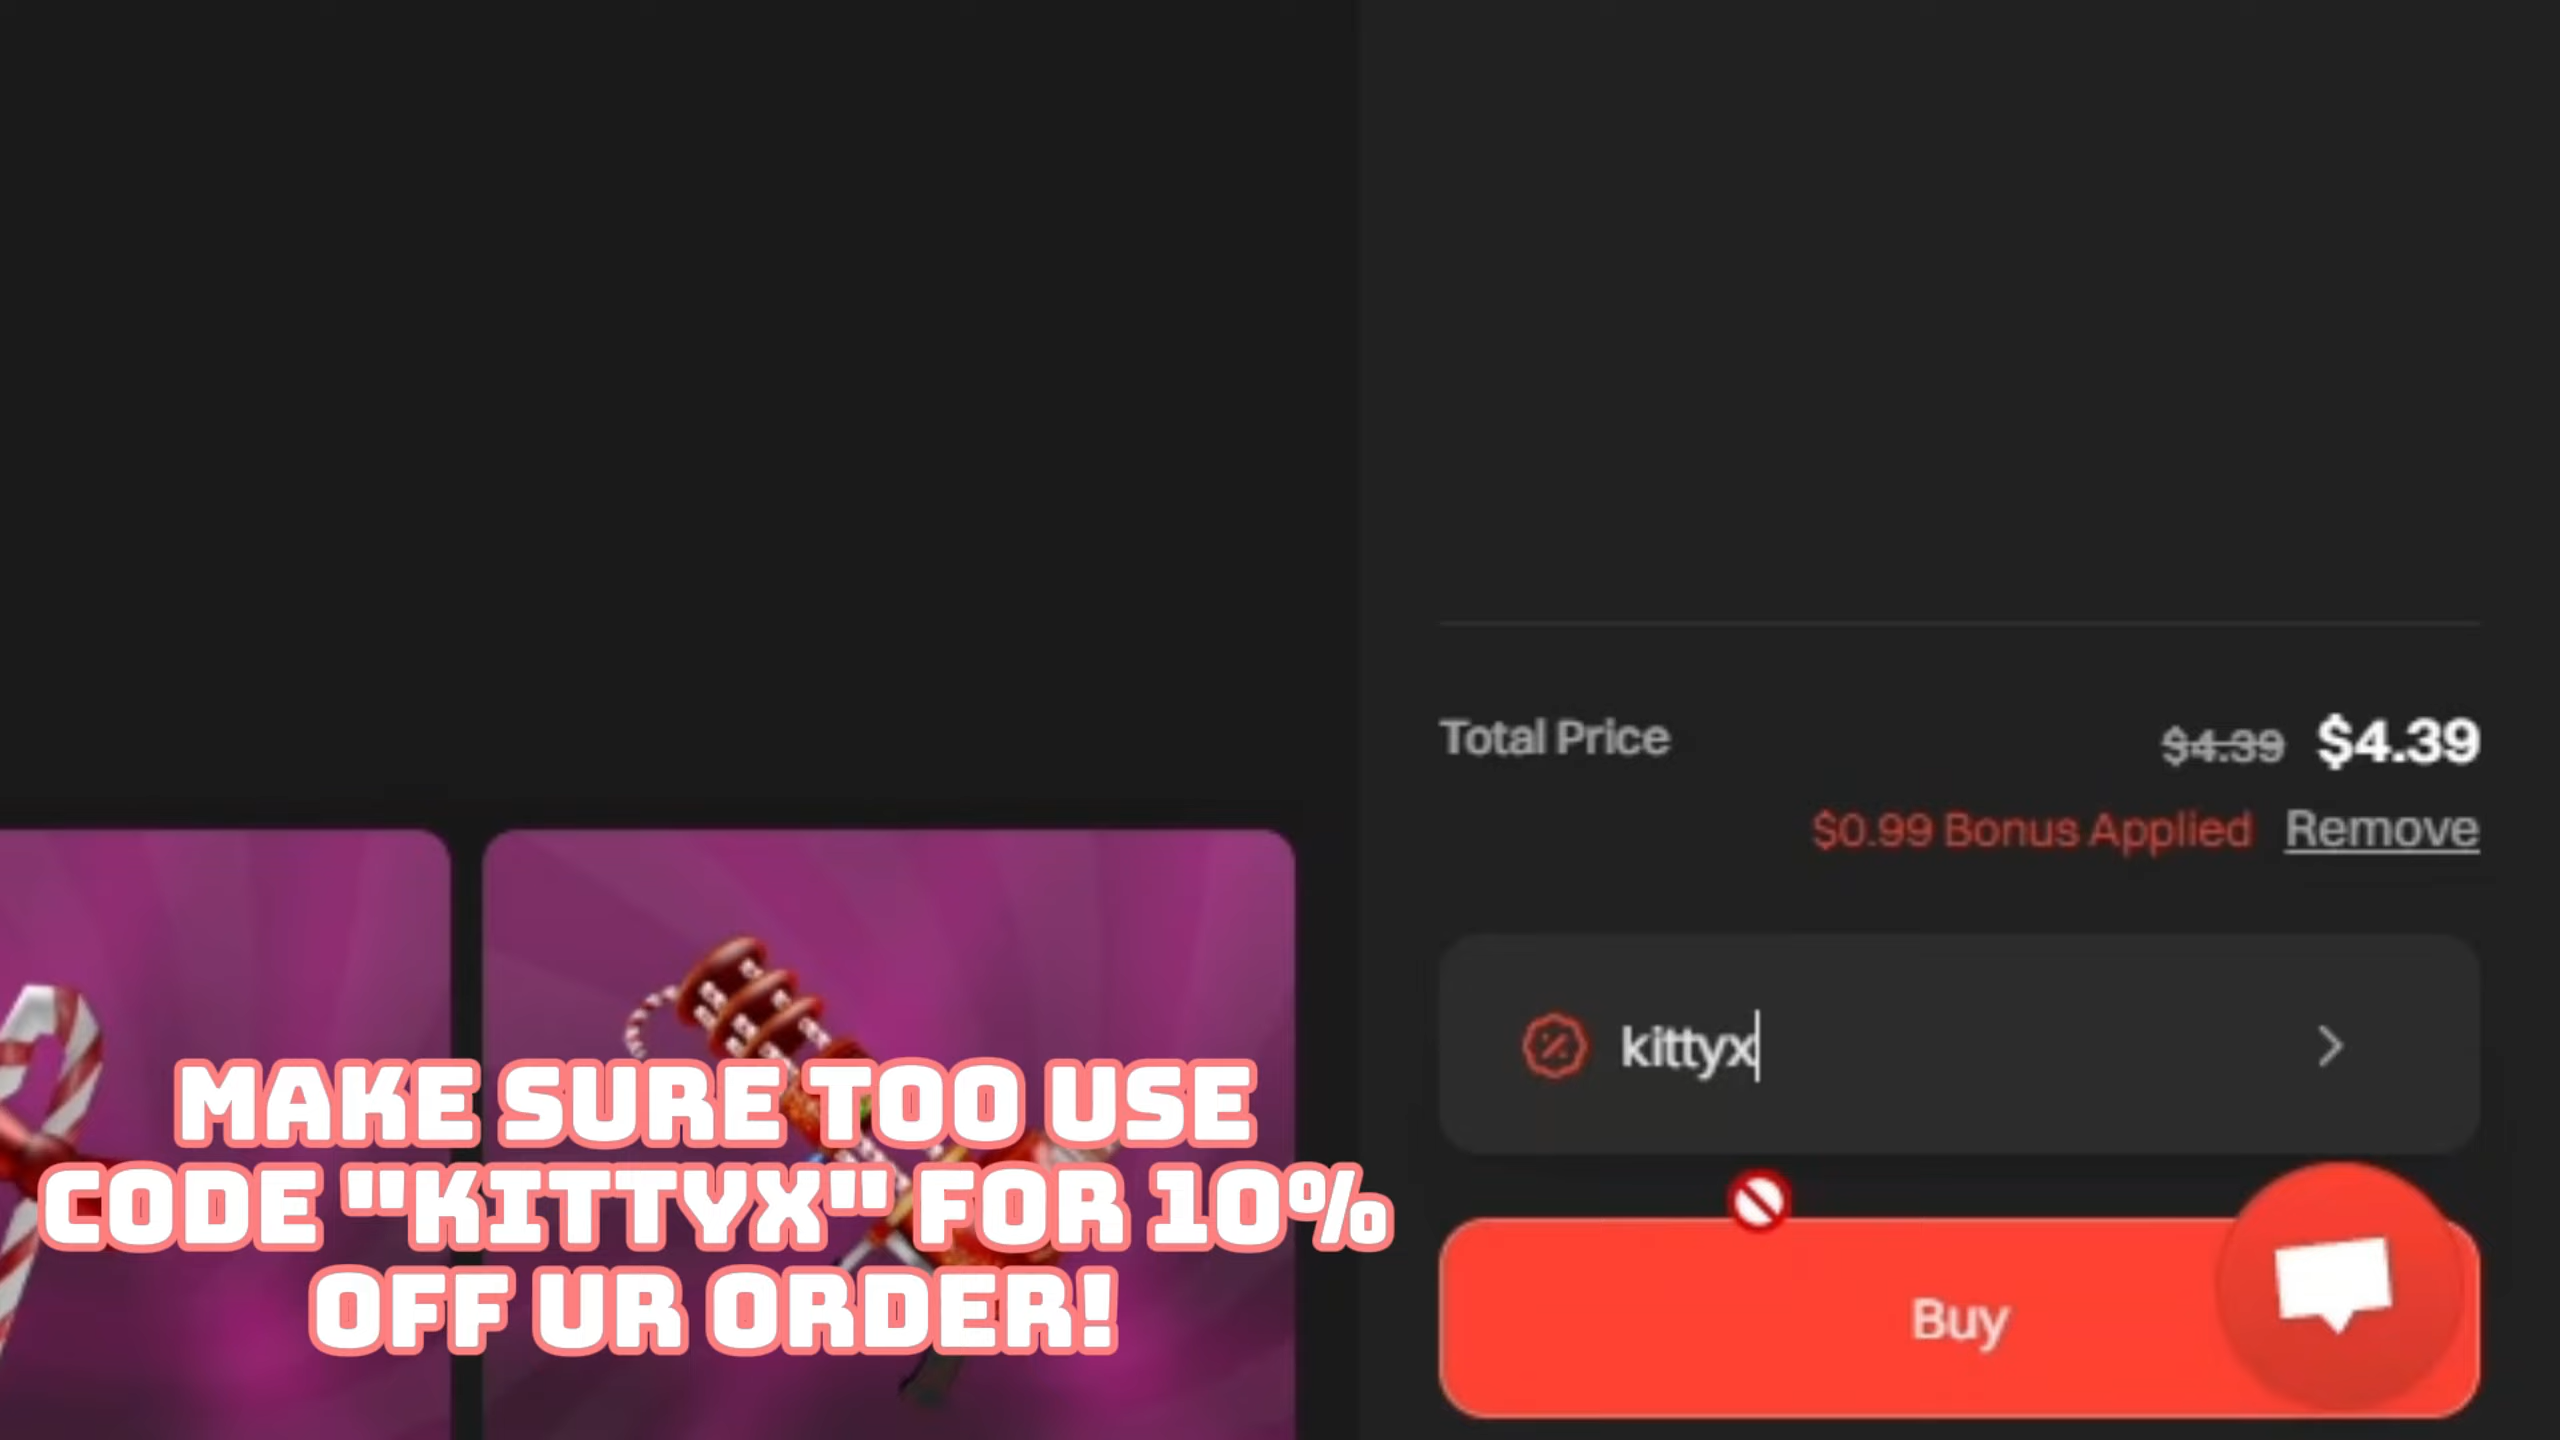 Total Price $4.39 $4.39
$0.99 Bonus Applied Remove
kittyx
MAKE SURE TOO USE
CODE "KITTYX" FOR 10%
OFF UR ORDER!
Buy